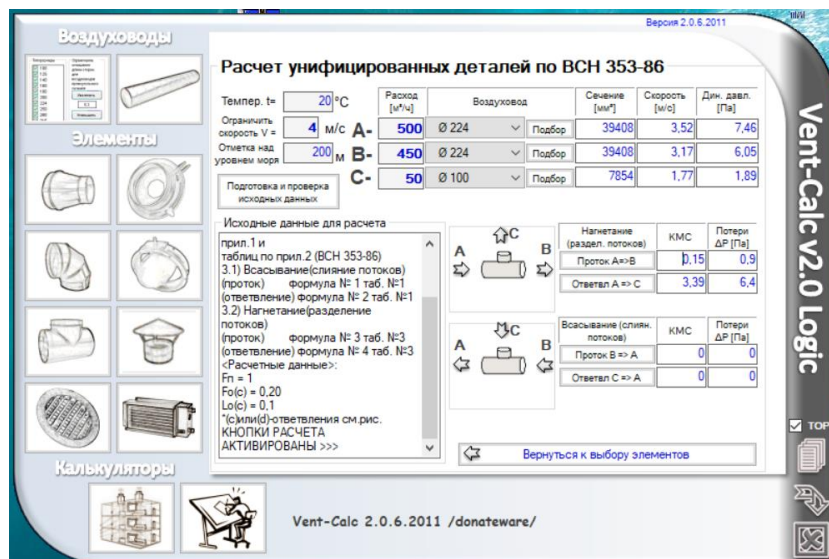 Версия 2.0.6.2011
Воздуховоды
Элементы
Калькуляторы
Расчет унифицированных деталей по ВСН 353-86
Темпер. t= 20 °C
Ограничить
скорость V = 4 м/с
Отметка над
уровнем моря 200 м
Подготовка и проверка
исходных данных
Расход
[м³/ч]
Воздуховод
Сечение
[мм²]
Скорость
[м/с]
Дин. давл.
[Па]
A- 500 Ø 224 Подбор 39408 3,52 7,46
B- 450 Ø 224 Подбор 39408 3,17 6,05
C- 50 Ø 100 Подбор 7854 1,77 1,89
Исходные данные для расчета
прил.1 и
таблиц по прил.2 (ВСН 353-86)
3.1) Всасывание(слияние потоков)
(проток) формула № 1 таб. №1
(ответвление) формула № 2 таб. №1
3.2) Нагнетание(разделение
потоков)
(проток) формула № 3 таб. №3
(ответвление) формула № 4 таб. №3
<Расчетные данные>:
Fп = 1
Fo(c) = 0,20
Lo(c) = 0,1
*(с)или(d)-ответвления см.рис.
КНОПКИ РАСЧЕТА
АКТИВИРОВАНЫ >>>
A
C
B
Нагнетание
(раздел. потоков)
КМС
Потери
ΔP [Па]
Проток A=>B 0,15 0,9
Ответвл A => C 3,39 6,4
A
C
B
Всасывание (слиян.
потоков)
КМС
Потери
ΔP [Па]
Проток B => A 0 0
Ответвл C => A 0 0
Вернуться к выбору элементов
Vent-Calc v2.0 Logic
TOP
Vent-Calc 2.0.6.2011 /donateware/